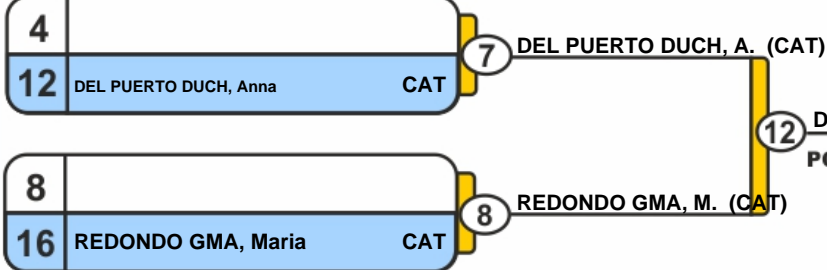 4
12 DEL PUERTO DUCH, Anna CAT
7 DEL PUERTO DUCH, A. (CAT)
12
8
16 REDONDO GMA, Maria CAT
8 REDONDO GMA, M. (CAT)